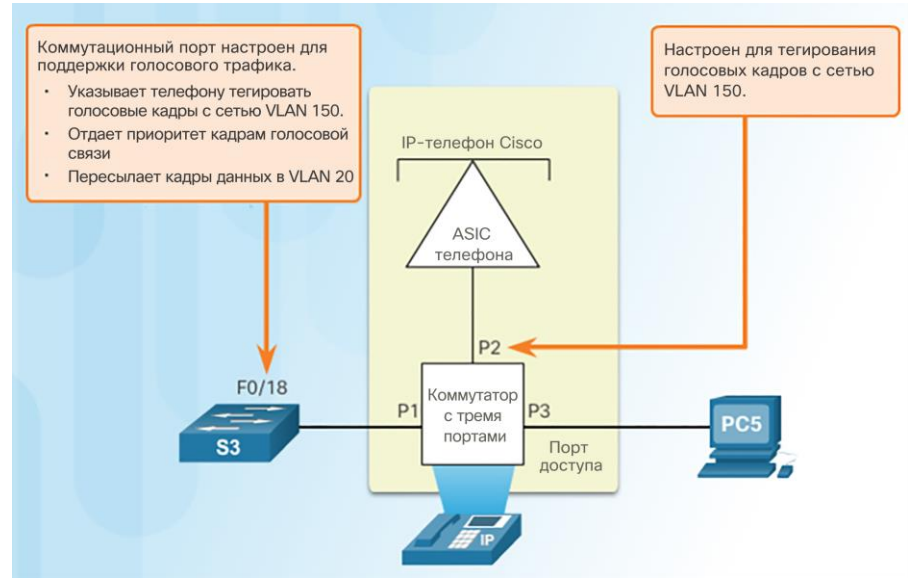 Коммутационный порт настроен для
поддержки голосового трафика.
• Указывает телефону тегировать
голосовые кадры с сетью VLAN 150.
• Отдает приоритет кадрам голосовой
связи
• Пересылает кадры данных в VLAN 20
Настроен для тегирования
голосовых кадров с сетью
VLAN 150.
IP-телефон Cisco
ASIC
телефона
P2
F0/18
P1
Коммутатор
с тремя
портами
P3
Порт
доступа
S3
PC5
IP